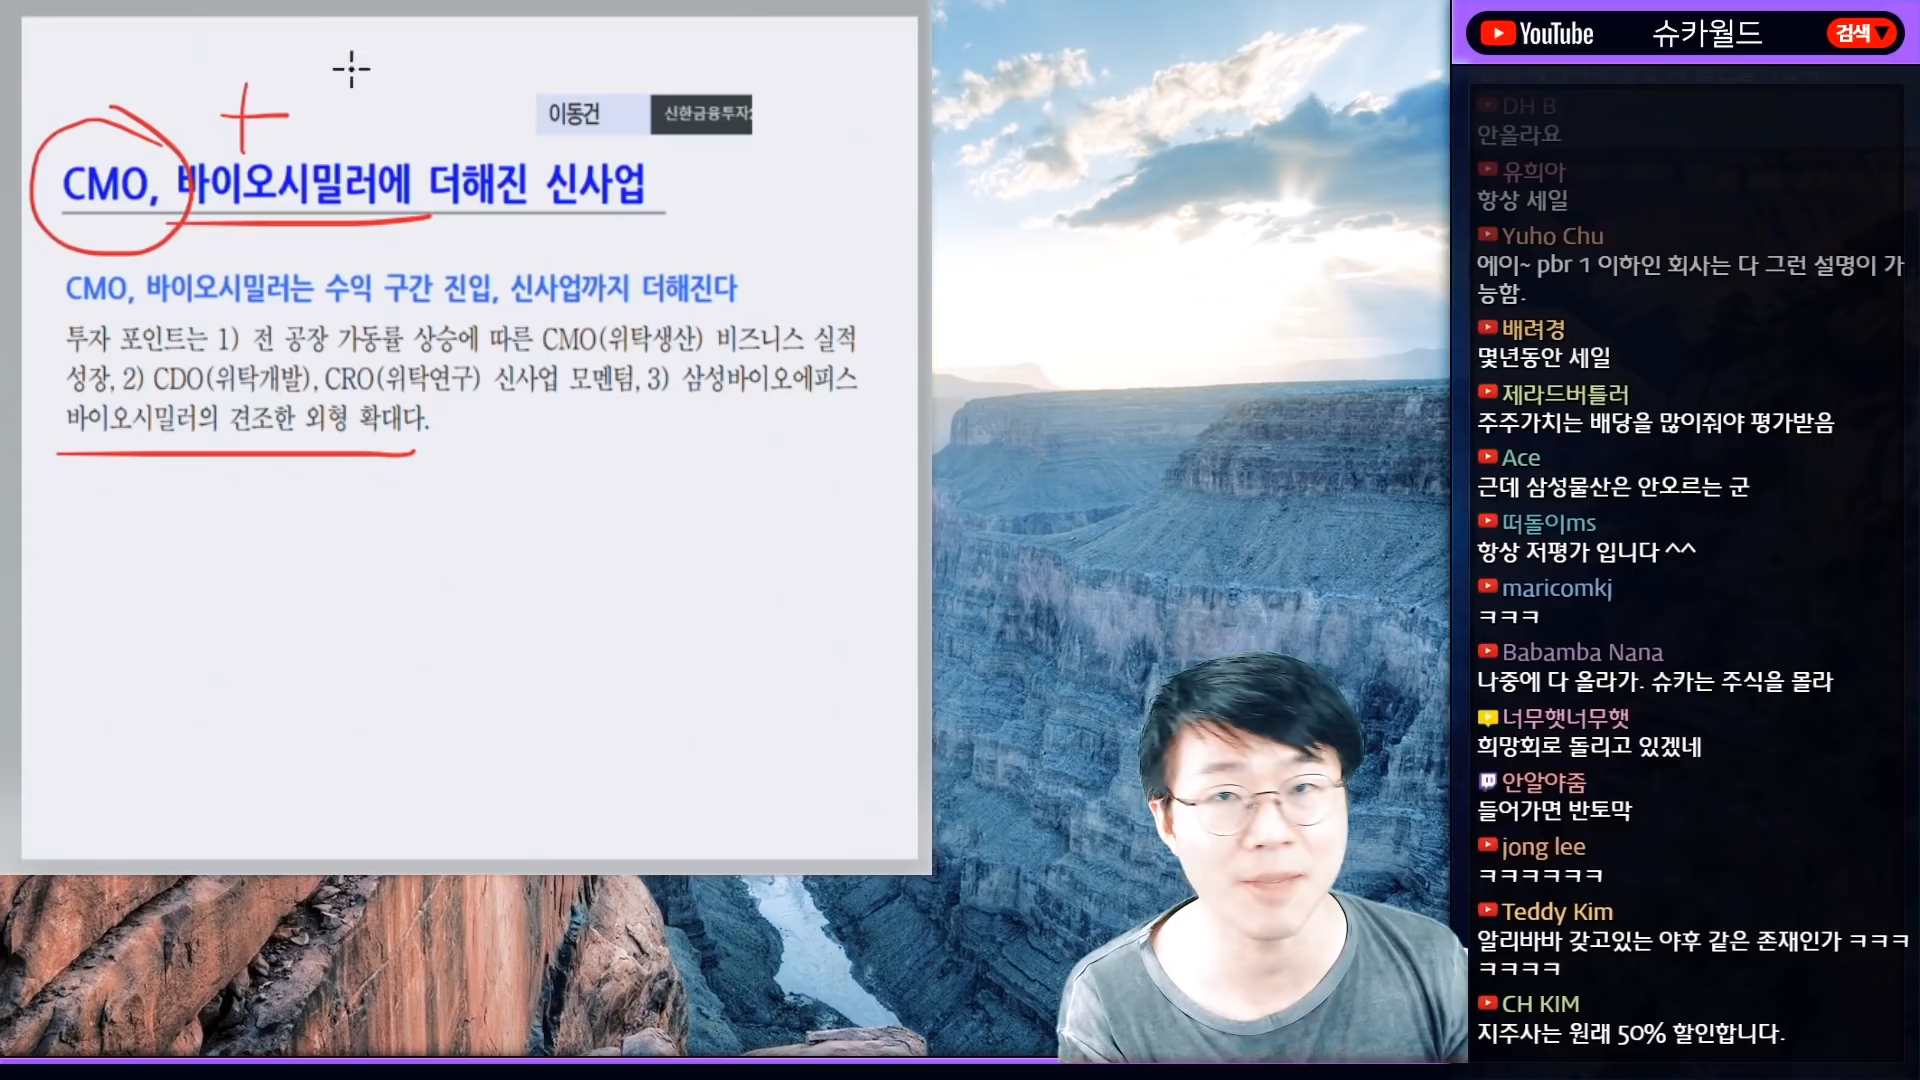 이동건
신한금융투자
CMO, 바이오시밀러에 더해진 신사업
CMO, 바이오시밀러는 수익 구간 진입, 신사업까지 더해진다
투자 포인트는 1) 전 공장 가동률 상승에 따른 CMO(위탁생산) 비즈니스 실적
성장, 2) CDO(위탁개발), CRO(위탁연구) 신사업 모멘텀, 3) 삼성바이오에피스
바이오시밀러의 견조한 외형 확대다.
YouTube
슈카월드
검색▼
DH B
안올라요
유희아
항상 세일
Yuho Chu
에이~ pbr 1 이하인 회사는 다 그런 설명이 가
능함.
배려경
몇년동안 세일
제라드버틀러
주주가치는 배당을 많이줘야 평가받음
Ace
근데 삼성물산은 안오르는 군
떠돌이ms
항상 저평가 입니다 ^^
maricomkj
ㅋㅋㅋ
Babamba Nana
나중에 다 올라가. 슈카는 주식을 몰라
너무햇너무햇
희망회로 돌리고 있겠네
안알야줌
들어가면 반토막
jong lee
ㅋㅋㅋㅋㅋㅋ
Teddy Kim
알리바바 갖고있는 야후 같은 존재인가 ㅋㅋㅋ
ㅋㅋㅋㅋ
CH KIM
지주사는 원래 50% 할인합니다.